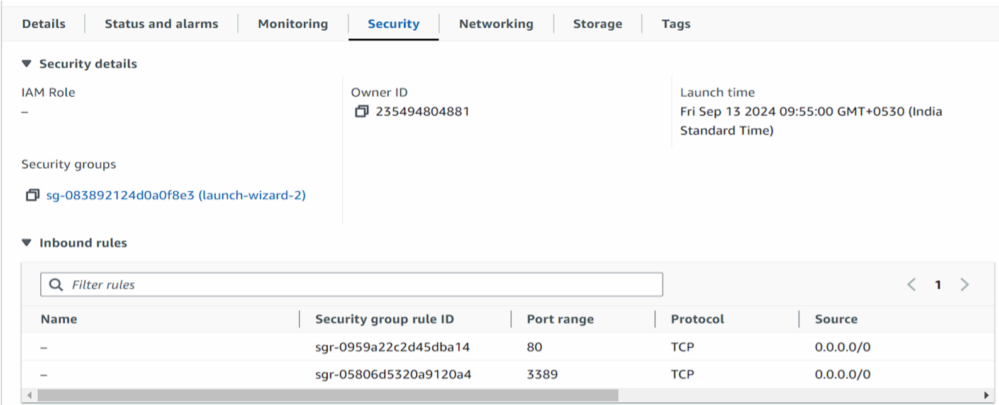 Details Status and alarms Monitoring Security Networking Storage Tags
Security details
IAM Role
–
Owner ID
235494804881
Launch time
Fri Sep 13 2024 09:55:00 GMT+0530 (India
Standard Time)
Security groups
sg-083892124d0a0f8e3 (launch-wizard-2)
Inbound rules
Filter rules
1
Name Security group rule ID Port range Protocol Source
– sgr-0959a22c2d45dba14 80 TCP 0.0.0.0/0
– sgr-05806d5320a9120a4 3389 TCP 0.0.0.0/0